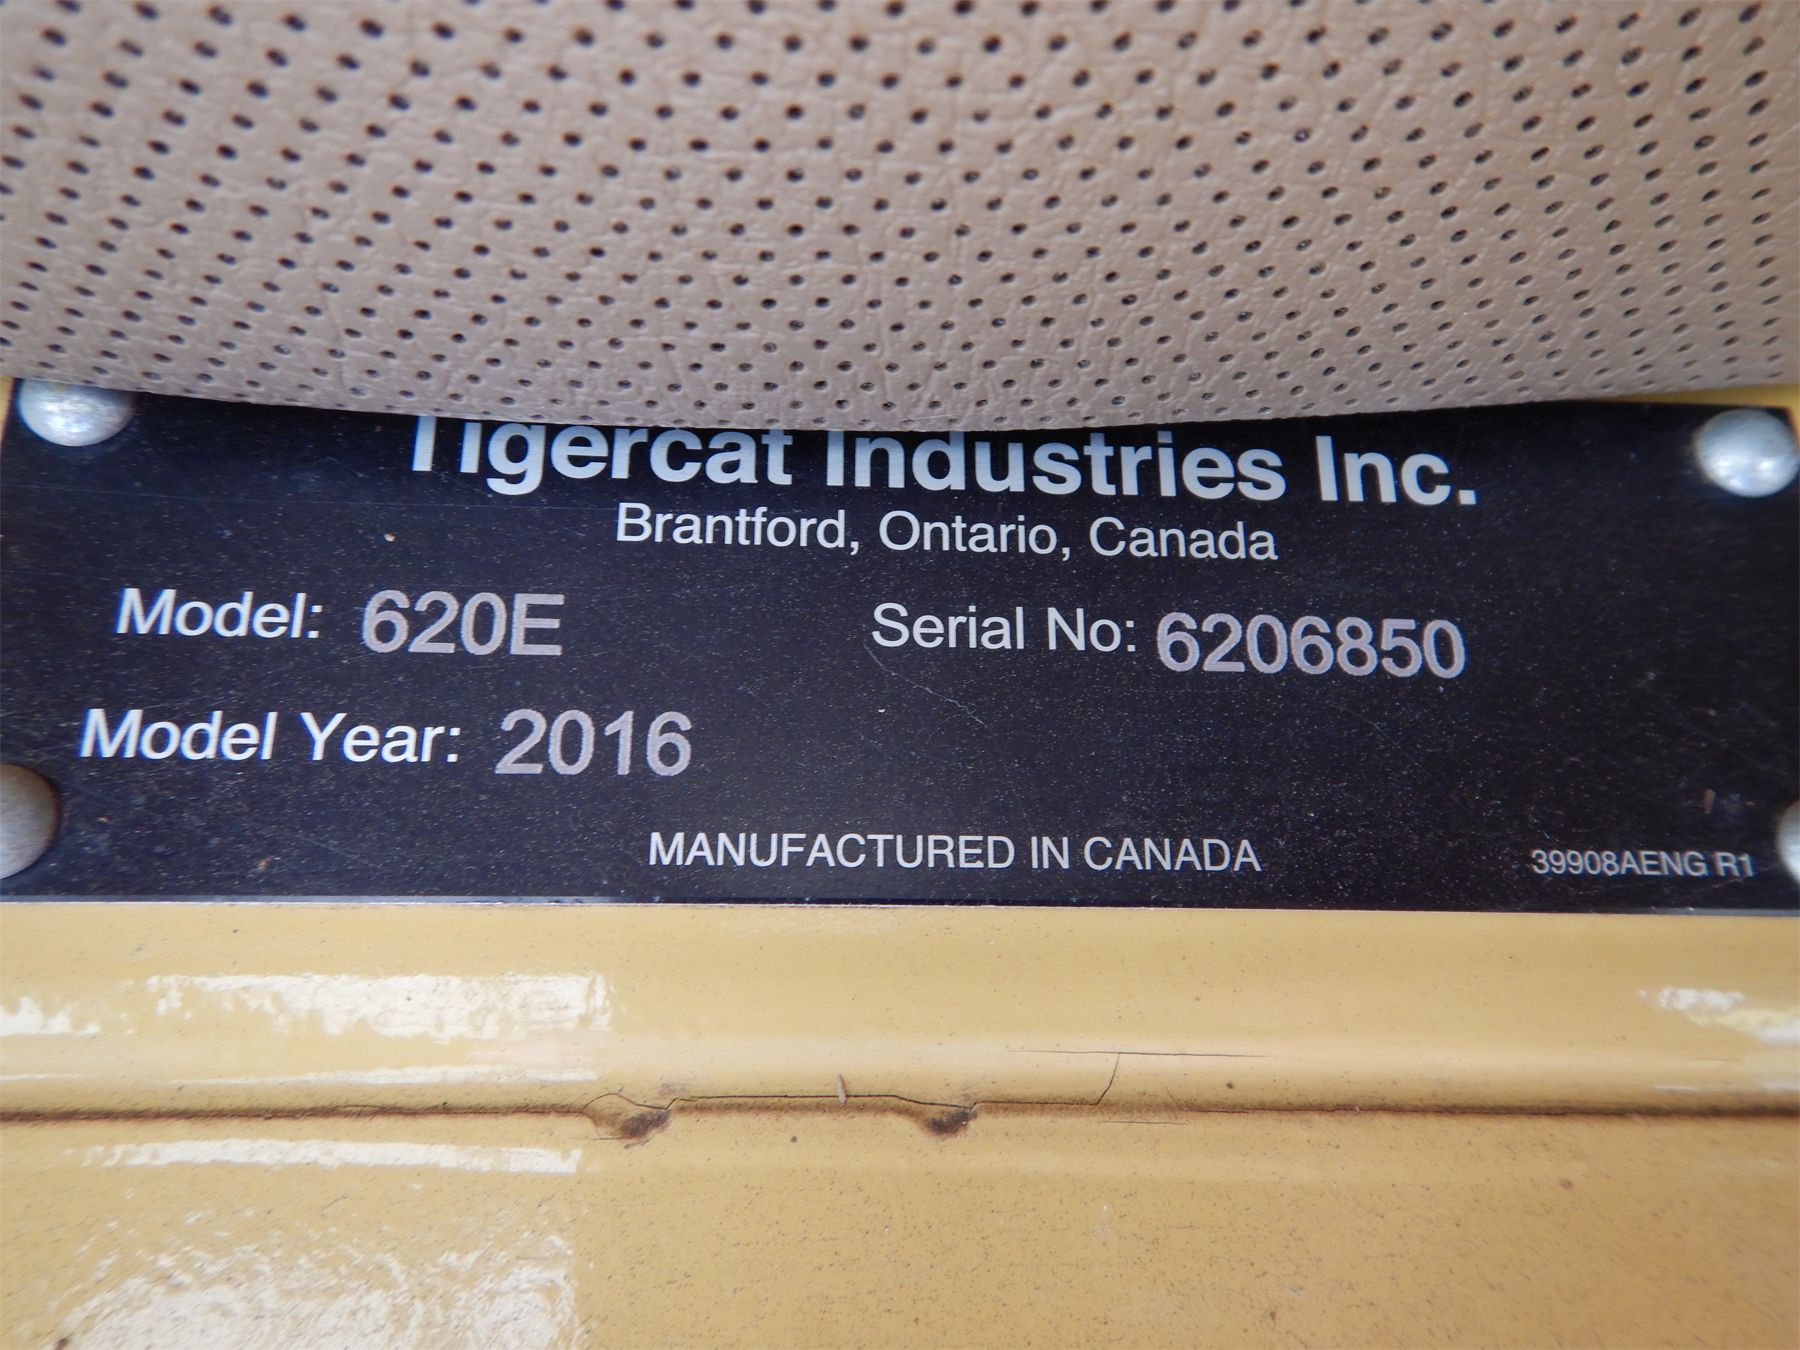 Tigercat Industries Inc.
Brantford, Ontario, Canada
Model: 620E Serial No: 6206850
Model Year: 2016
MANUFACTURED IN CANADA
39908AENG R1